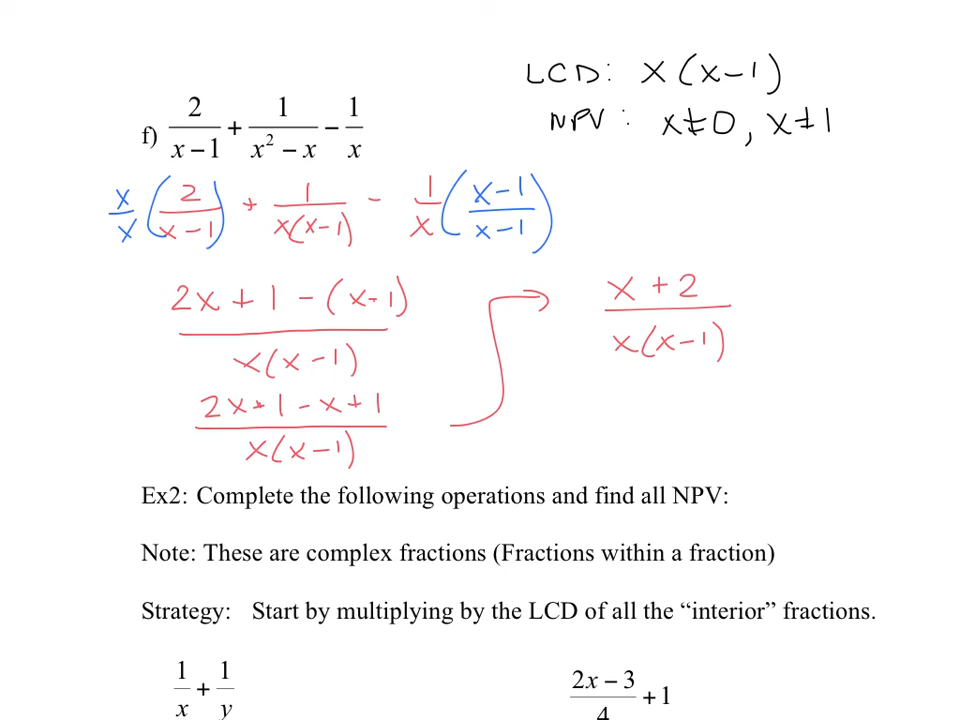 LCD: x(x-1)
NPV: x≠0, x≠1
f) 2/(x-1) + 1/(x²-x) - 1/x
x/x (2/(x-1)) + 1/(x(x-1)) - 1/x ((x-1)/(x-1))
(2x+1-(x-1))/(x(x-1))
(2x+1-x+1)/(x(x-1))
(x+2)/(x(x-1))
Ex2: Complete the following operations and find all NPV:
Note: These are complex fractions (Fractions within a fraction)
Strategy: Start by multiplying by the LCD of all the “interior” fractions.
1/x + 1/y
(2x-3)/4 + 1